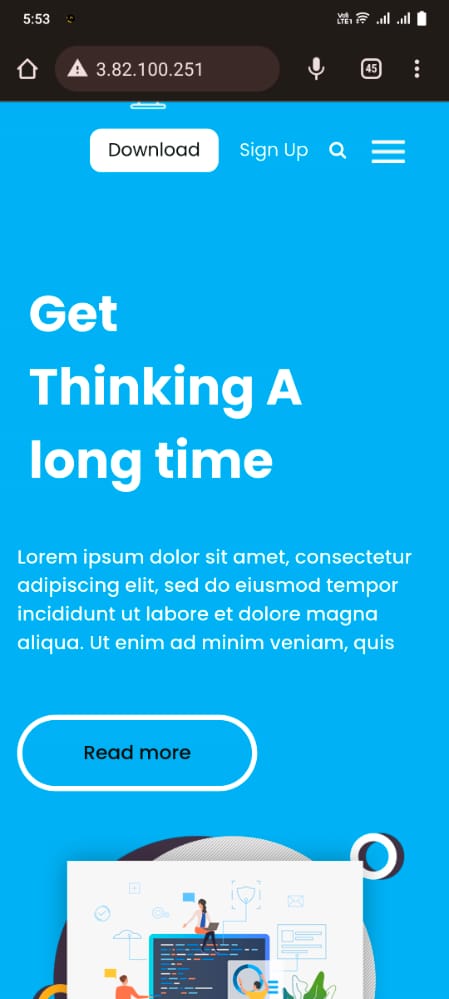 5:53
3.82.100.251
45
Download Sign Up
Get
Thinking A
long time
Lorem ipsum dolor sit amet, consectetur
adipiscing elit, sed do eiusmod tempor
incididunt ut labore et dolore magna
aliqua. Ut enim ad minim veniam, quis
Read more